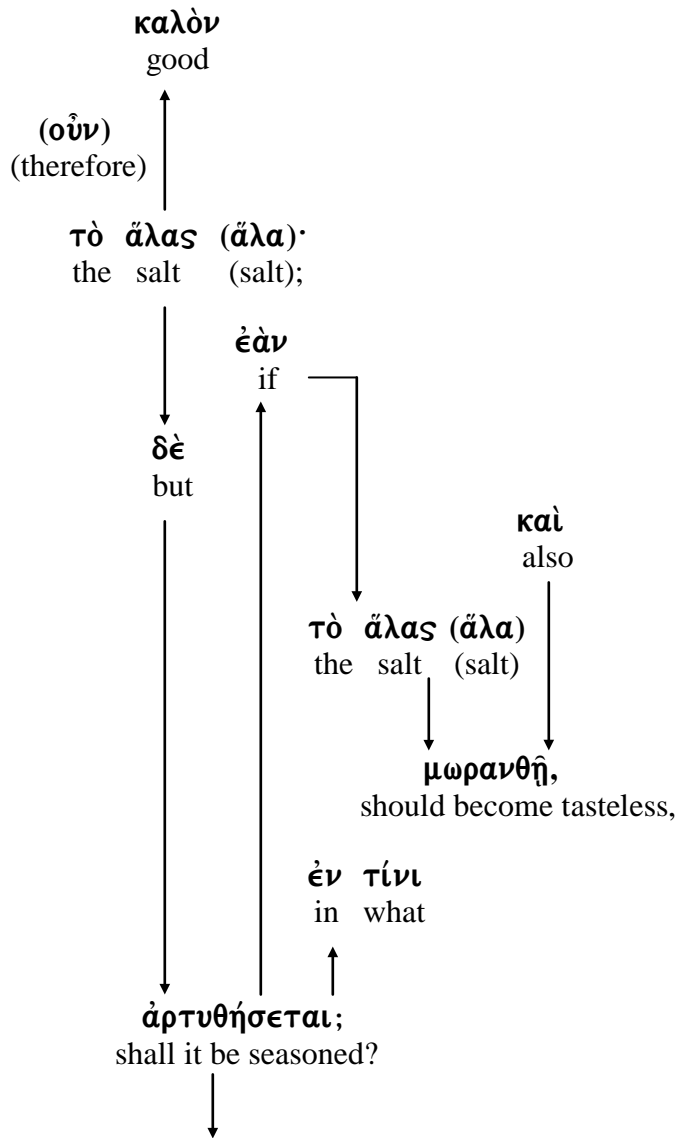 καλὸν
good
(οὖν)
(therefore)
τὸ ἅλας (ἅλα)·
the salt (salt);
ἐὰν
if
δὲ
but
καὶ
also
τὸ ἅλας (ἅλα)
the salt (salt)
μωρανθῇ,
should become tasteless,
ἐν τίνι
in what
ἀρτυθήσεται;
shall it be seasoned?